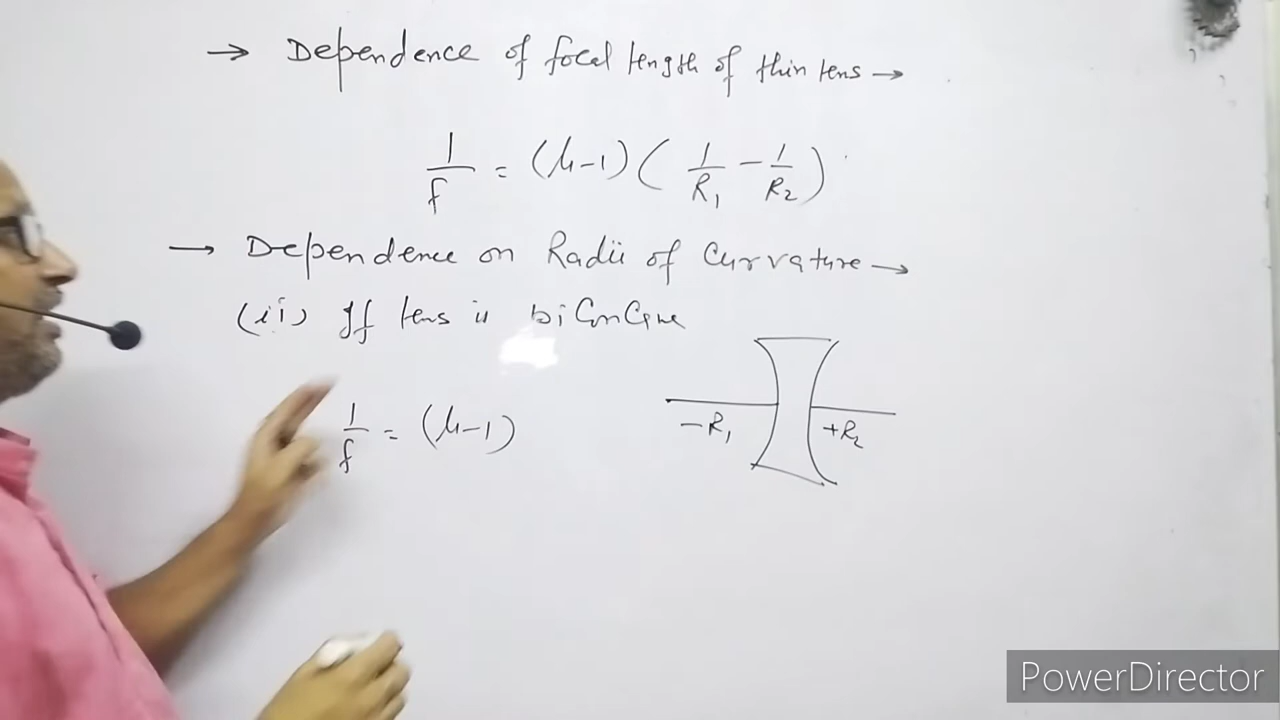 → Dependence of focal length of thin lens →
1/f = (μ-1) ( 1/R₁ - 1/R₂ )
→ Dependence on Radii of Curvature →
(ii) If lens is biConCave
1/f = (μ-1)
-R₁ +R₂
PowerDirector